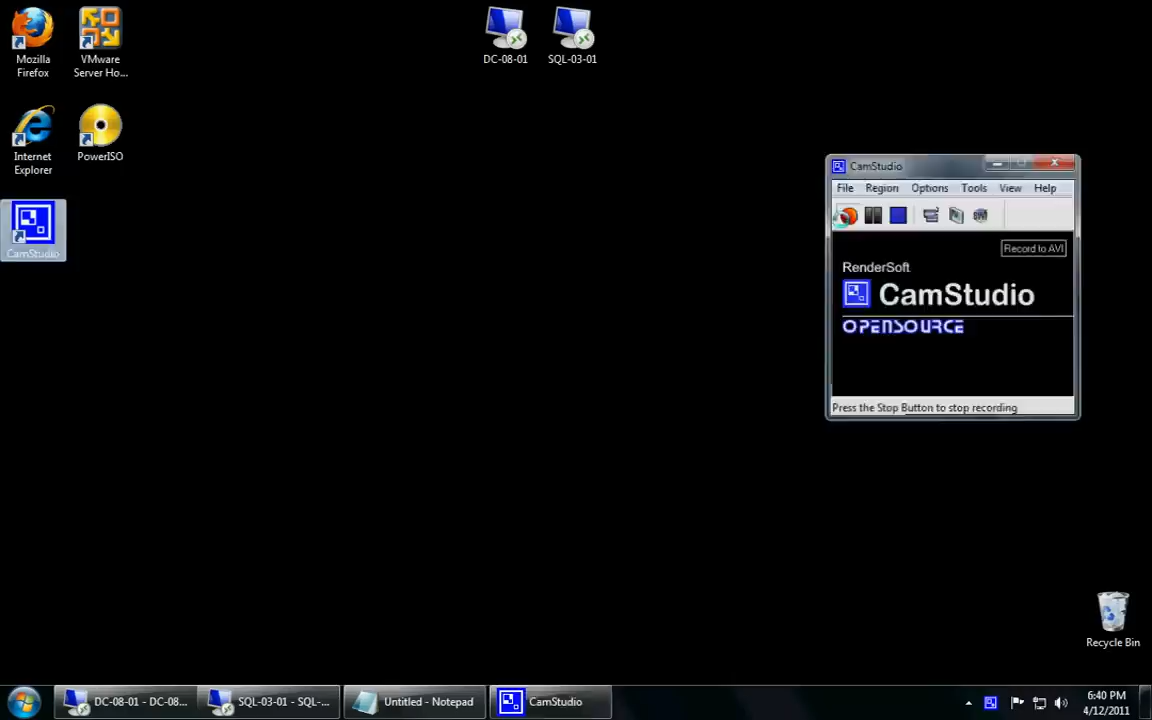 Mozilla
Firefox
VMware
Server Ho...
DC-08-01
SQL-03-01
Internet
Explorer
PowerISO
CamStudio
CamStudio
File Region Options Tools View Help
Record to AVI
RenderSoft
CamStudio
OPENSOURCE
Press the Stop Button to stop recording
Recycle Bin
DC-08-01 - DC-08...
SQL-03-01 - SQL-...
Untitled - Notepad
CamStudio
6:40 PM
4/12/2011